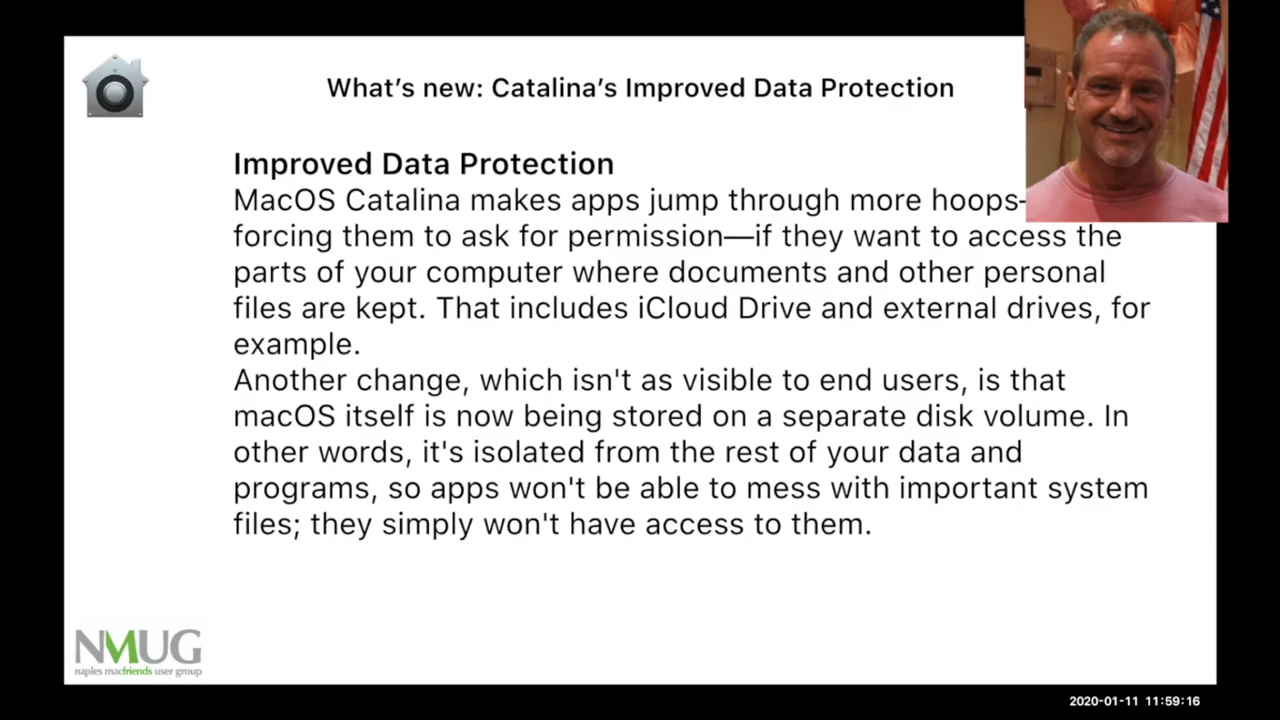 What's new: Catalina's Improved Data Protection
Improved Data Protection
MacOS Catalina makes apps jump through more hoops-
forcing them to ask for permission—if they want to access the
parts of your computer where documents and other personal
files are kept. That includes iCloud Drive and external drives, for
example.
Another change, which isn't as visible to end users, is that
macOS itself is now being stored on a separate disk volume. In
other words, it's isolated from the rest of your data and
programs, so apps won't be able to mess with important system
files; they simply won't have access to them.
NMUG
naples macfriends user group
2020-01-11 11:59:16